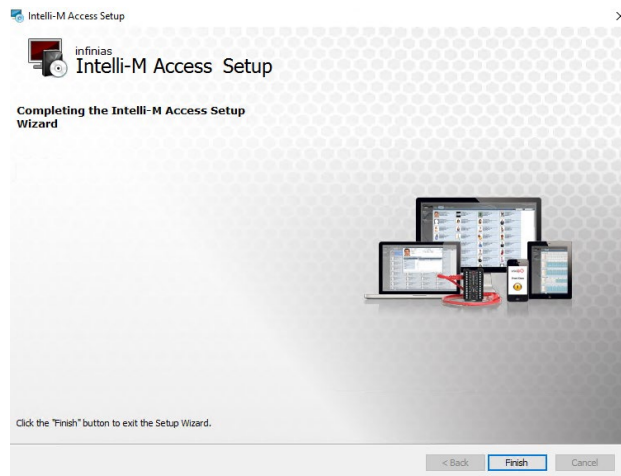 Intelli-M Access Setup
infinias
Intelli-M Access Setup
Completing the Intelli-M Access Setup
Wizard
Click the "Finish" button to exit the Setup Wizard.
< Back Finish Cancel